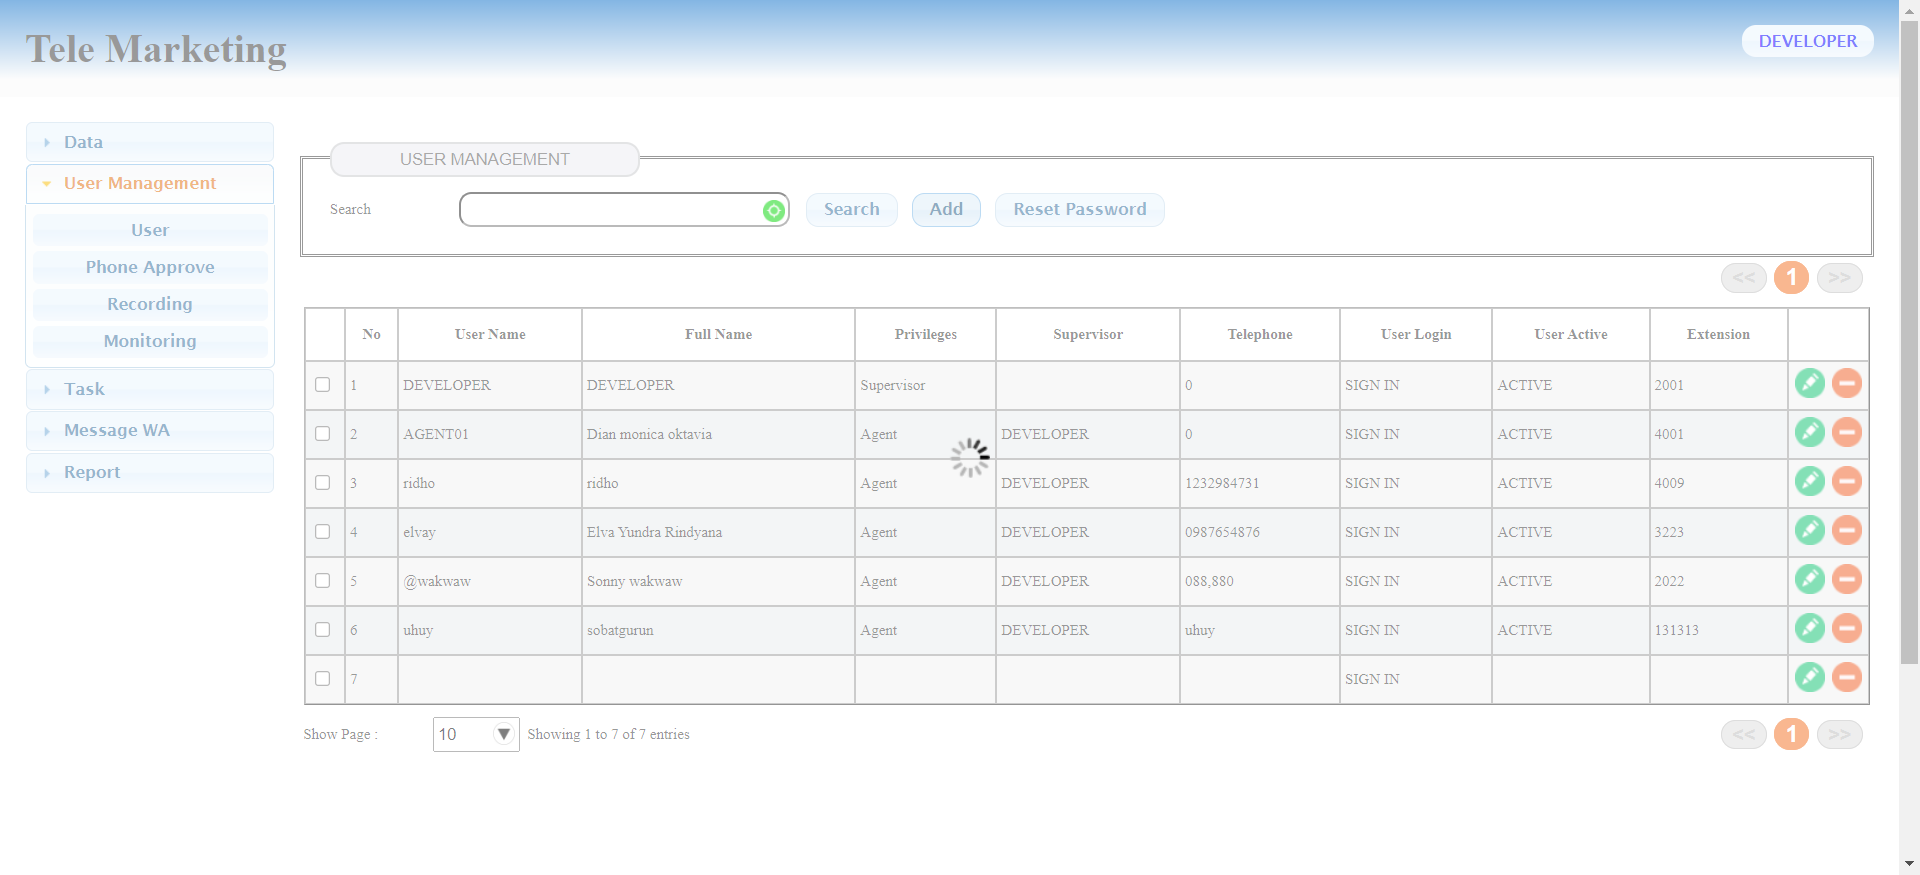 Tele Marketing
DEVELOPER
Data
User Management
User
Phone Approve
Recording
Monitoring
Task
Message WA
Report
USER MANAGEMENT
Search Search Add Reset Password
<< 1 >>
No User Name Full Name Privileges Supervisor Telephone User Login User Active Extension
1 DEVELOPER DEVELOPER Supervisor 0 SIGN IN ACTIVE 2001
2 AGENT01 Dian monica oktavia Agent DEVELOPER 0 SIGN IN ACTIVE 4001
3 ridho ridho Agent DEVELOPER 1232984731 SIGN IN ACTIVE 4009
4 elvay Elva Yundra Rindyana Agent DEVELOPER 0987654876 SIGN IN ACTIVE 3223
5 @wakwaw Sonny wakwaw Agent DEVELOPER 088,880 SIGN IN ACTIVE 2022
6 uhuy sobatgurun Agent DEVELOPER uhuy SIGN IN ACTIVE 131313
7 SIGN IN
Show Page : 10 Showing 1 to 7 of 7 entries
<< 1 >>